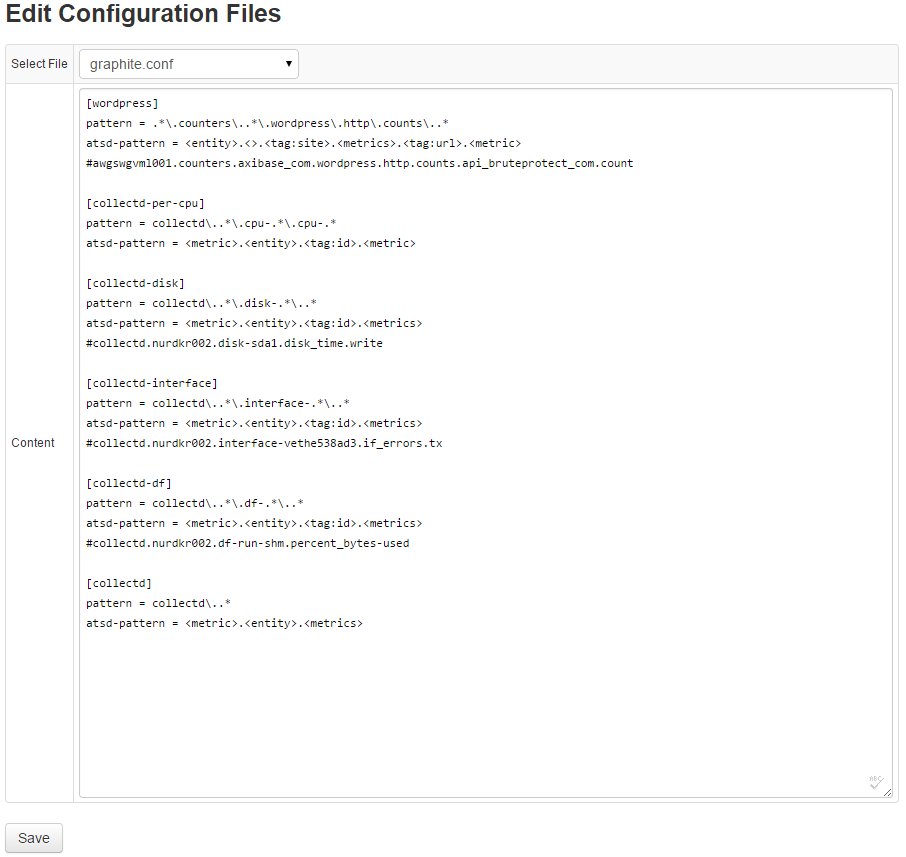 Edit Configuration Files
Select File
graphite.conf
Content
[wordpress]
pattern = .*\.counters\..*\.wordpress\.http\.counts\..*
atsd-pattern = <entity>.<>.<tag:site>.<metrics>.<tag:url>.<metric>
#awgswgvml001.counters.axibase_com.wordpress.http.counts.api_bruteprotect_com.count

[collectd-per-cpu]
pattern = collectd\..*\.cpu-.*\.cpu-.*
atsd-pattern = <metric>.<entity>.<tag:id>.<metric>

[collectd-disk]
pattern = collectd\..*\.disk-.*\..*
atsd-pattern = <metric>.<entity>.<tag:id>.<metrics>
#collectd.nurdkr002.disk-sda1.disk_time.write

[collectd-interface]
pattern = collectd\..*\.interface-.*\..*
atsd-pattern = <metric>.<entity>.<tag:id>.<metrics>
#collectd.nurdkr002.interface-vethe538ad3.if_errors.tx

[collectd-df]
pattern = collectd\..*\.df-.*\..*
atsd-pattern = <metric>.<entity>.<tag:id>.<metrics>
#collectd.nurdkr002.df-run-shm.percent_bytes-used

[collectd]
pattern = collectd\..*
atsd-pattern = <metric>.<entity>.<metrics>
ABC
Save